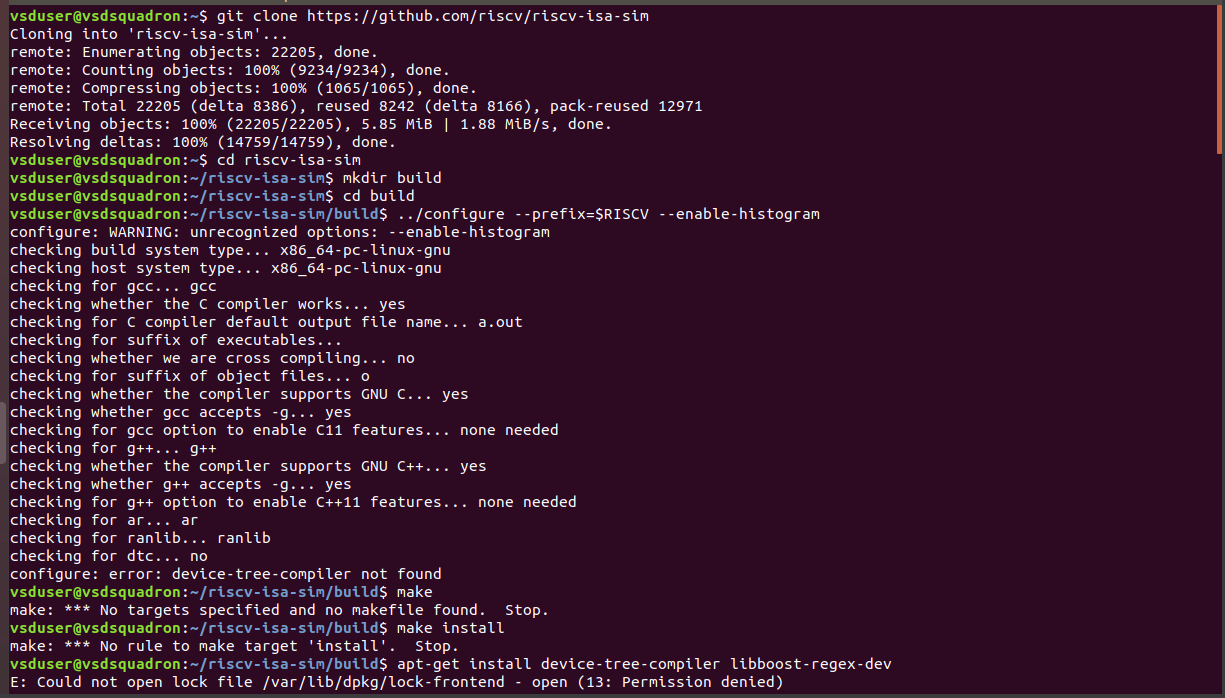 vsduser@vsdsquadron:~$ git clone https://github.com/riscv/riscv-isa-sim
Cloning into 'riscv-isa-sim'...
remote: Enumerating objects: 22205, done.
remote: Counting objects: 100% (9234/9234), done.
remote: Compressing objects: 100% (1065/1065), done.
remote: Total 22205 (delta 8386), reused 8242 (delta 8166), pack-reused 12971
Receiving objects: 100% (22205/22205), 5.85 MiB | 1.88 MiB/s, done.
Resolving deltas: 100% (14759/14759), done.
vsduser@vsdsquadron:~$ cd riscv-isa-sim
vsduser@vsdsquadron:~/riscv-isa-sim$ mkdir build
vsduser@vsdsquadron:~/riscv-isa-sim$ cd build
vsduser@vsdsquadron:~/riscv-isa-sim/build$ ../configure --prefix=$RISCV --enable-histogram
configure: WARNING: unrecognized options: --enable-histogram
checking build system type... x86_64-pc-linux-gnu
checking host system type... x86_64-pc-linux-gnu
checking for gcc... gcc
checking whether the C compiler works... yes
checking for C compiler default output file name... a.out
checking for suffix of executables...
checking whether we are cross compiling... no
checking for suffix of object files... o
checking whether the compiler supports GNU C... yes
checking whether gcc accepts -g... yes
checking for gcc option to enable C11 features... none needed
checking for g++... g++
checking whether the compiler supports GNU C++... yes
checking whether g++ accepts -g... yes
checking for g++ option to enable C++11 features... none needed
checking for ar... ar
checking for ranlib... ranlib
checking for dtc... no
configure: error: device-tree-compiler not found
vsduser@vsdsquadron:~/riscv-isa-sim/build$ make
make: *** No targets specified and no makefile found.  Stop.
vsduser@vsdsquadron:~/riscv-isa-sim/build$ make install
make: *** No rule to make target 'install'.  Stop.
vsduser@vsdsquadron:~/riscv-isa-sim/build$ apt-get install device-tree-compiler libboost-regex-dev
E: Could not open lock file /var/lib/dpkg/lock-frontend - open (13: Permission denied)